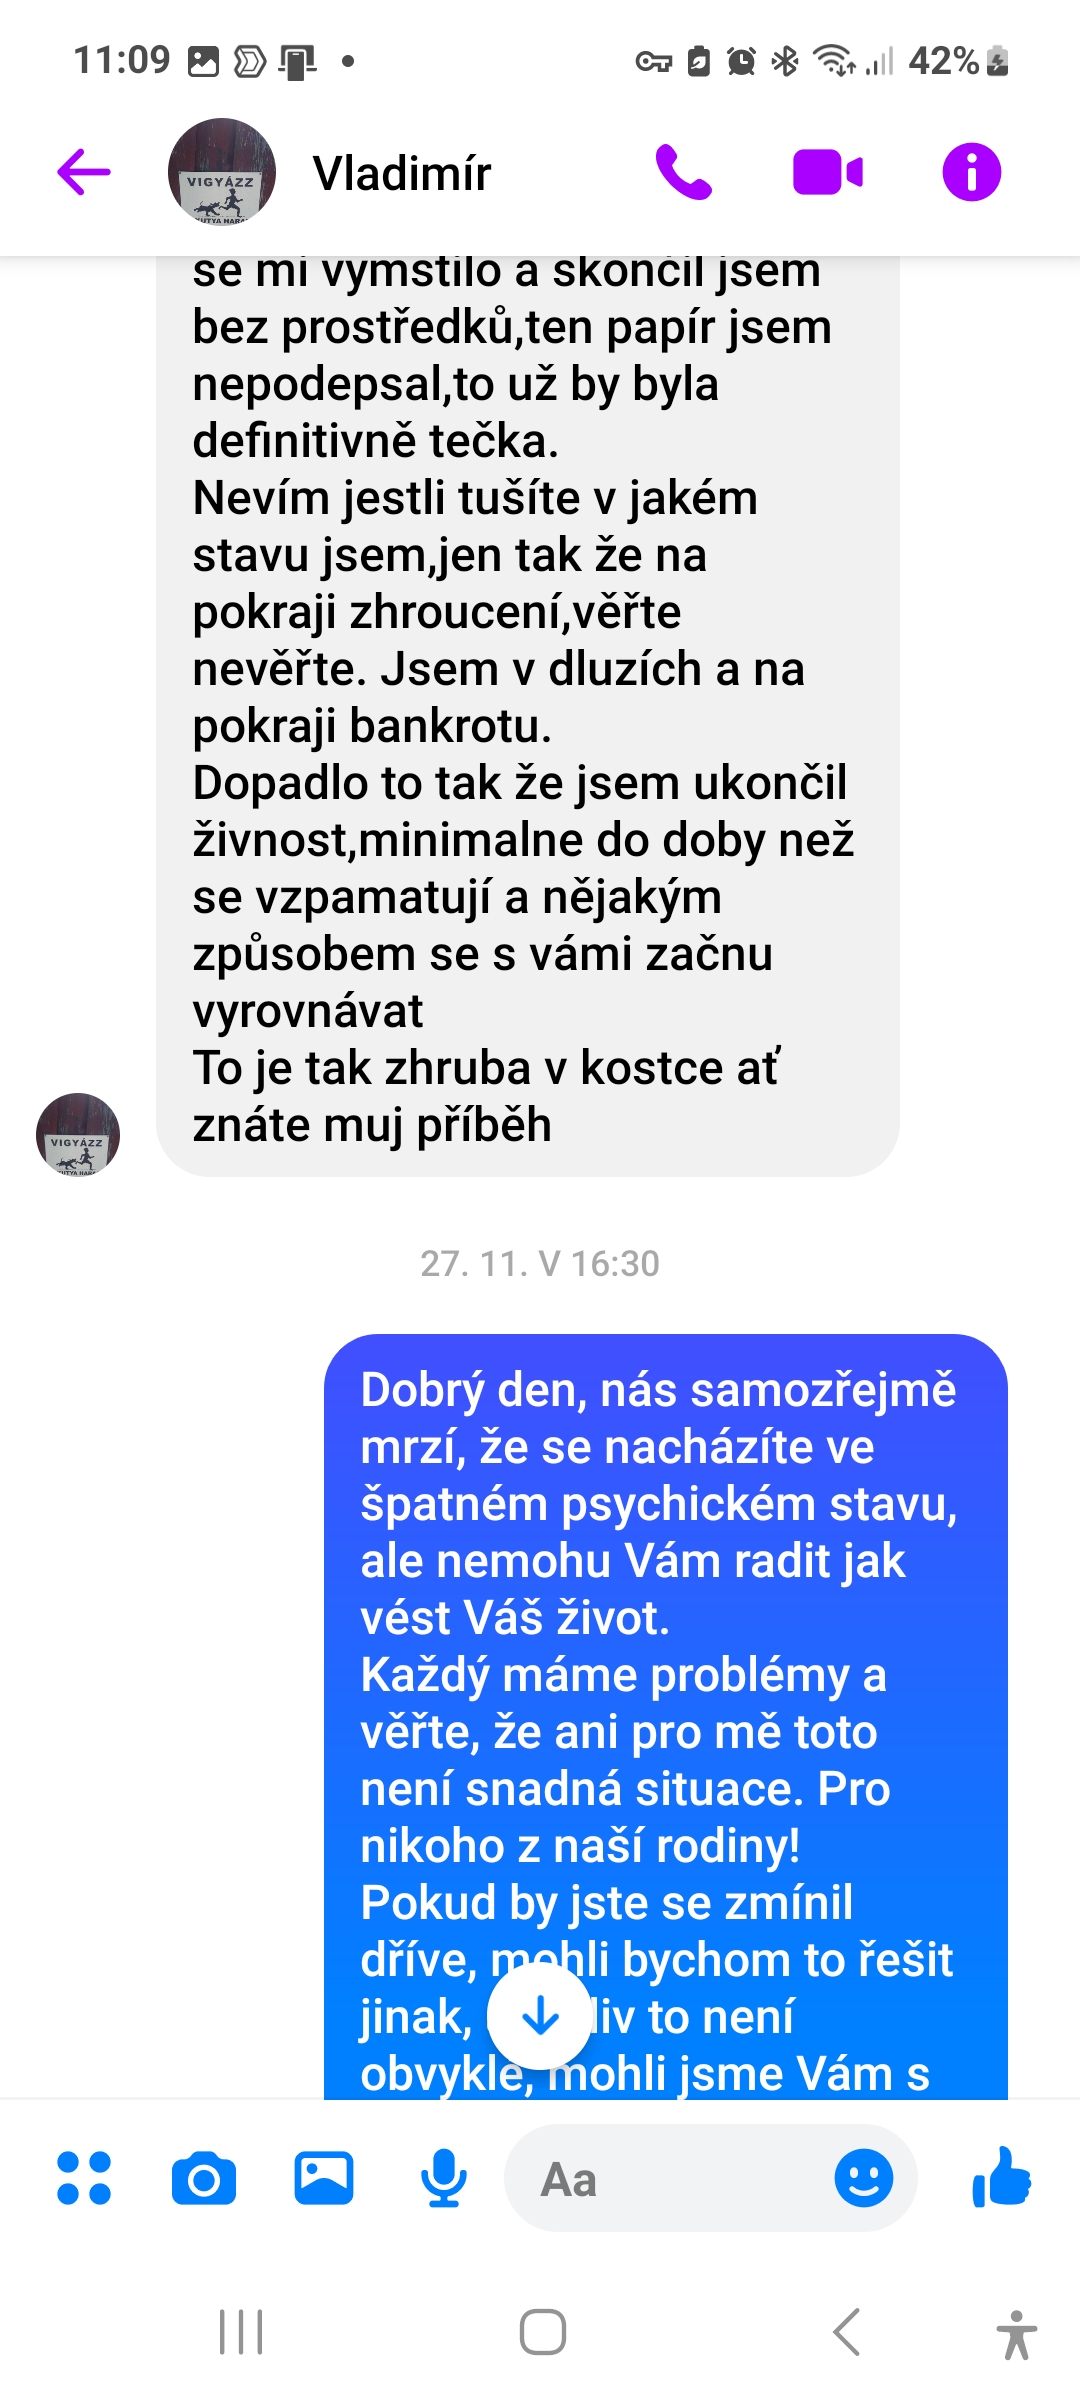 11:09
42%
VIGYÁZZ
Vladimír
se mi vymstilo a skončil jsem
bez prostředků,ten papír jsem
nepodepsal,to už by byla
definitivně tečka.
Nevím jestli tušíte v jakém
stavu jsem,jen tak že na
pokraji zhroucení,věřte
nevěřte. Jsem v dluzích a na
pokraji bankrotu.
Dopadlo to tak že jsem ukončil
živnost,minimalne do doby než
se vzpamatují a nějakým
způsobem se s vámi začnu
vyrovnávat
To je tak zhruba v kostce ať
znáte muj příběh
VIGYÁZZ
27. 11. V 16:30
Dobrý den, nás samozřejmě
mrzí, že se nacházíte ve
špatném psychickém stavu,
ale nemohu Vám radit jak
vést Váš život.
Každý máme problémy a
věřte, že ani pro mě toto
není snadná situace. Pro
nikoho z naší rodiny!
Pokud by jste se zmínil
dříve, mohli bychom to řešit
jinak, liv to není
obvykle, mohli jsme Vám s
Aa